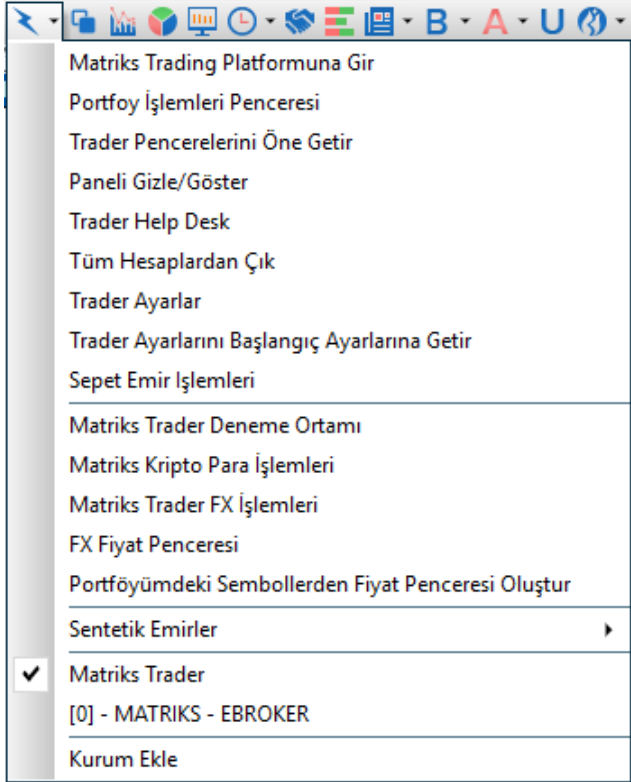 B A U
Matriks Trading Platformuna Gir
Portfoy İşlemleri Penceresi
Trader Pencerelerini Öne Getir
Paneli Gizle/Göster
Trader Help Desk
Tüm Hesaplardan Çık
Trader Ayarlar
Trader Ayarlarını Başlangıç Ayarlarına Getir
Sepet Emir Işlemleri
Matriks Trader Deneme Ortamı
Matriks Kripto Para İşlemleri
Matriks Trader FX İşlemleri
FX Fiyat Penceresi
Portföyümdeki Sembollerden Fiyat Penceresi Oluştur
Sentetik Emirler
Matriks Trader
[0] - MATRIKS - EBROKER
Kurum Ekle